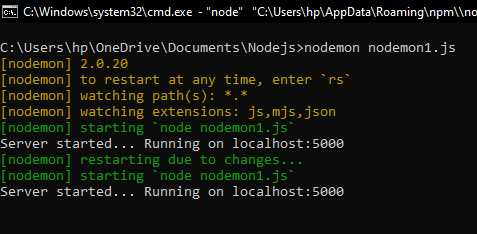 C:\Windows\system32\cmd.exe - "node" "C:\Users\hp\AppData\Roaming\npm\\no
C:\Users\hp\OneDrive\Documents\Nodejs>nodemon nodemon1.js
[nodemon] 2.0.20
[nodemon] to restart at any time, enter `rs`
[nodemon] watching path(s): *.*
[nodemon] watching extensions: js,mjs,json
[nodemon] starting `node nodemon1.js`
Server started... Running on localhost:5000
[nodemon] restarting due to changes...
[nodemon] starting `node nodemon1.js`
Server started... Running on localhost:5000